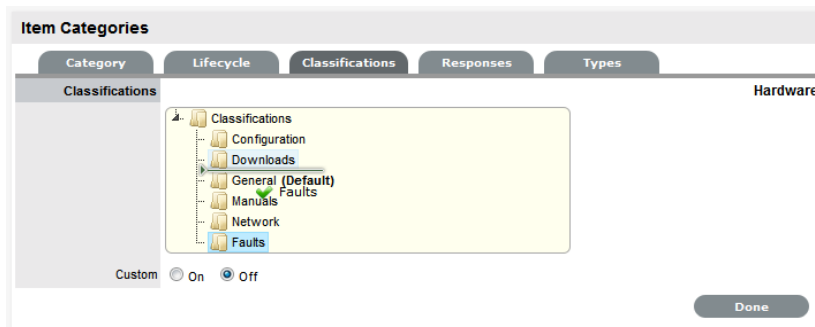 Item Categories
Category Lifecycle Classifications Responses Types
Classifications Hardware
Classifications
Configuration
Downloads
General (Default)
Faults
Manuals
Network
Faults
Custom On Off
Done